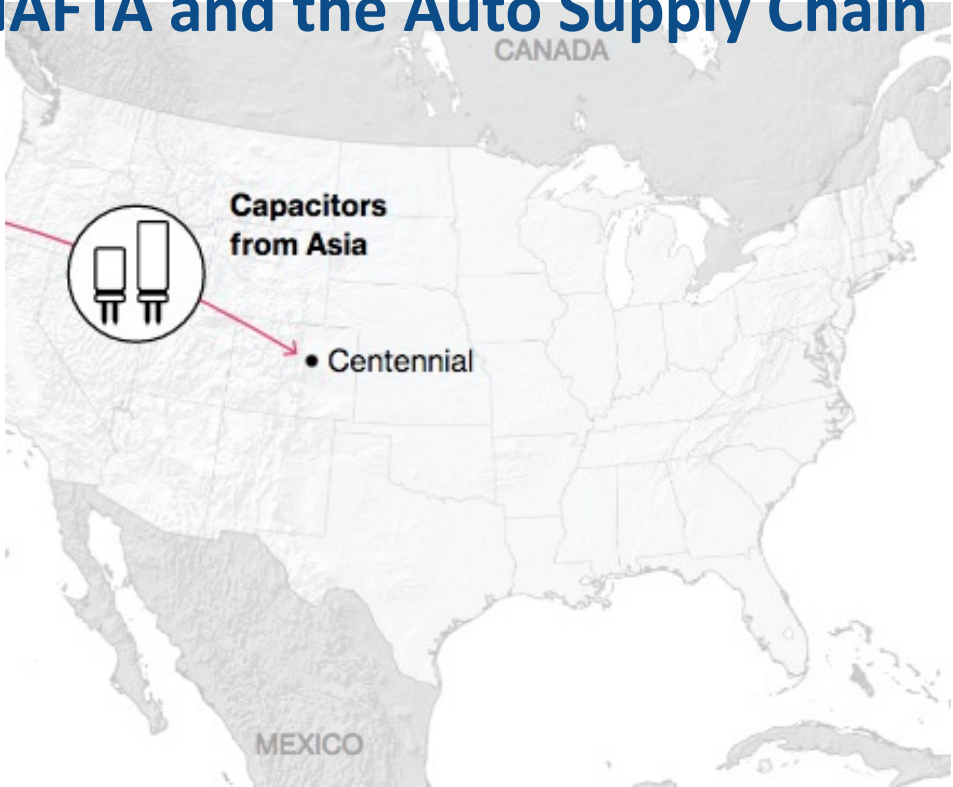 AFTA and the Auto Supply Chain
CANADA
Capacitors
from Asia
Centennial
MEXICO